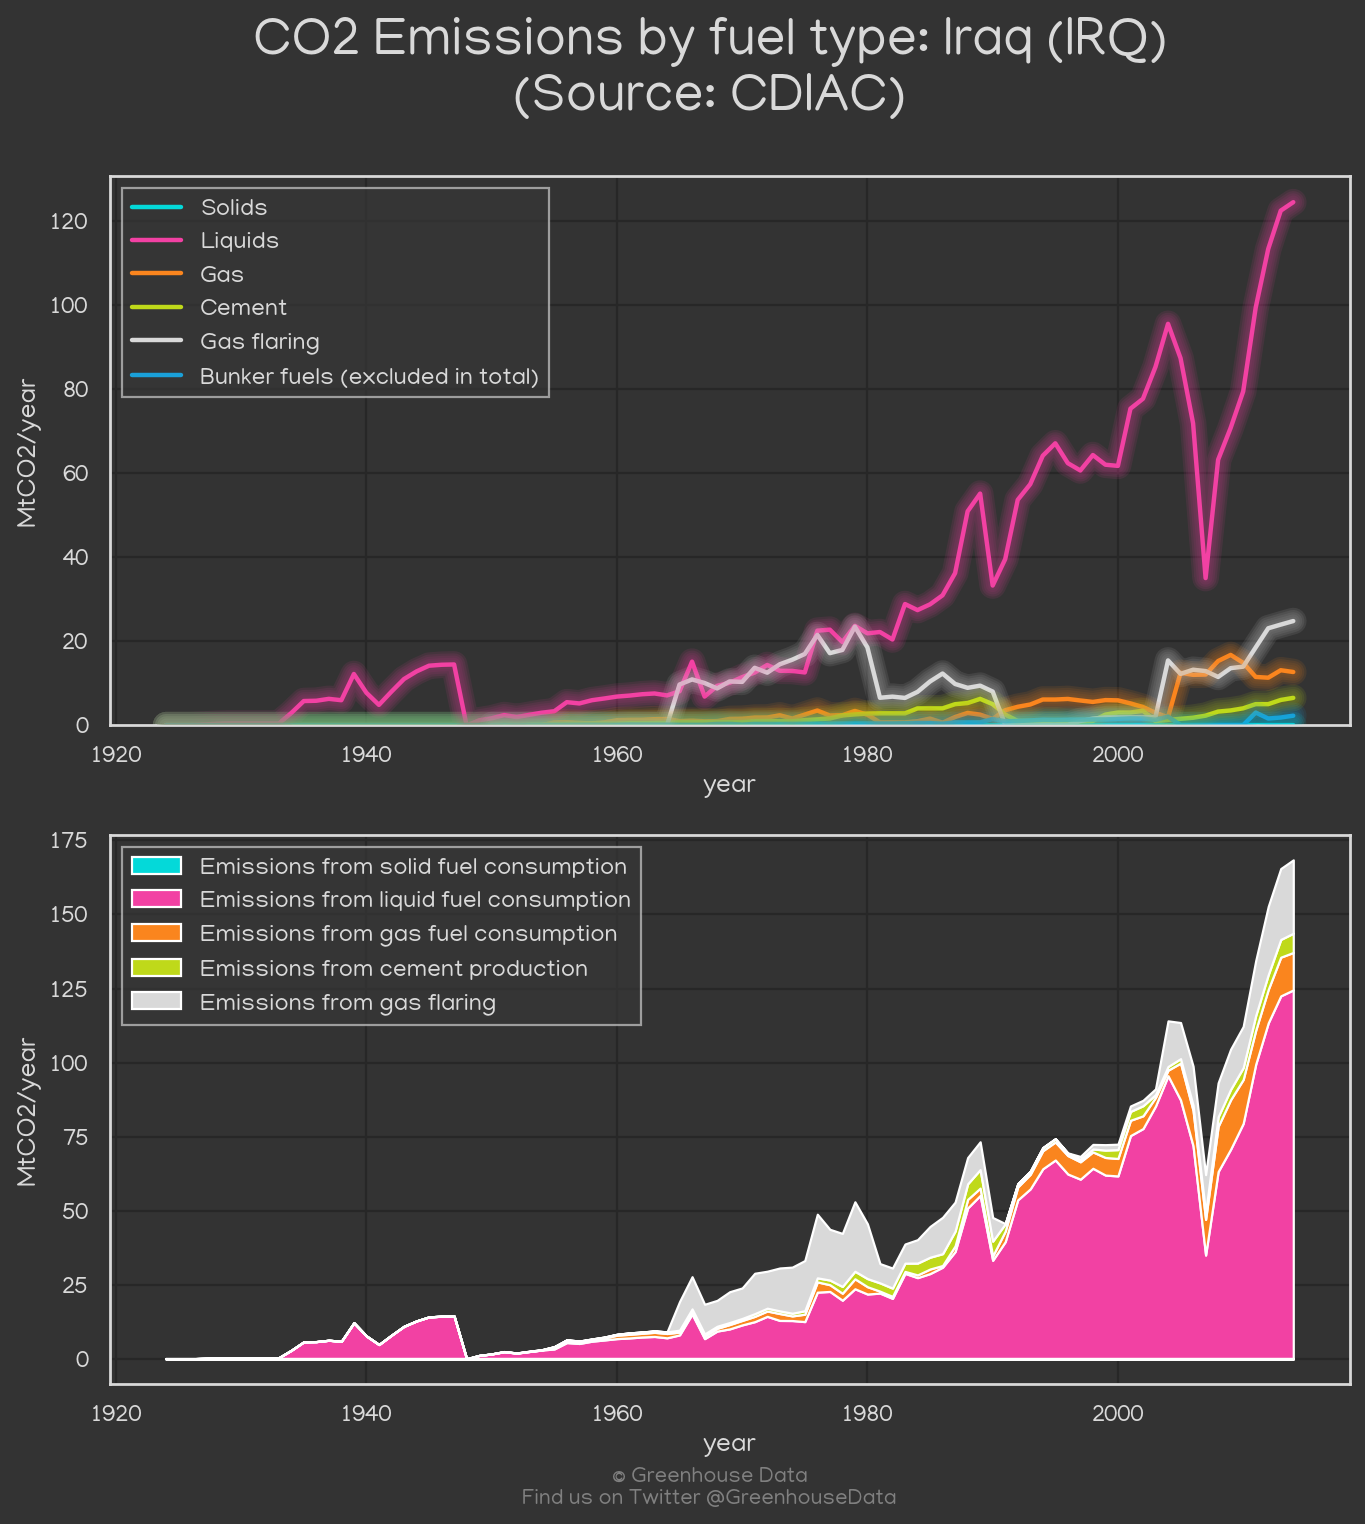 CO2 Emissions by fuel type: Iraq (IRQ)
(Source: CDIAC)
Solids
Liquids
Gas
Cement
Gas flaring
Bunker fuels (excluded in total)
120
100
80
60
40
20
0
MtCO2/year
1920 1940 1960 1980 2000
year
Emissions from solid fuel consumption
Emissions from liquid fuel consumption
Emissions from gas fuel consumption
Emissions from cement production
Emissions from gas flaring
175
150
125
100
75
50
25
0
MtCO2/year
1920 1940 1960 1980 2000
year
© Greenhouse Data
Find us on Twitter @GreenhouseData